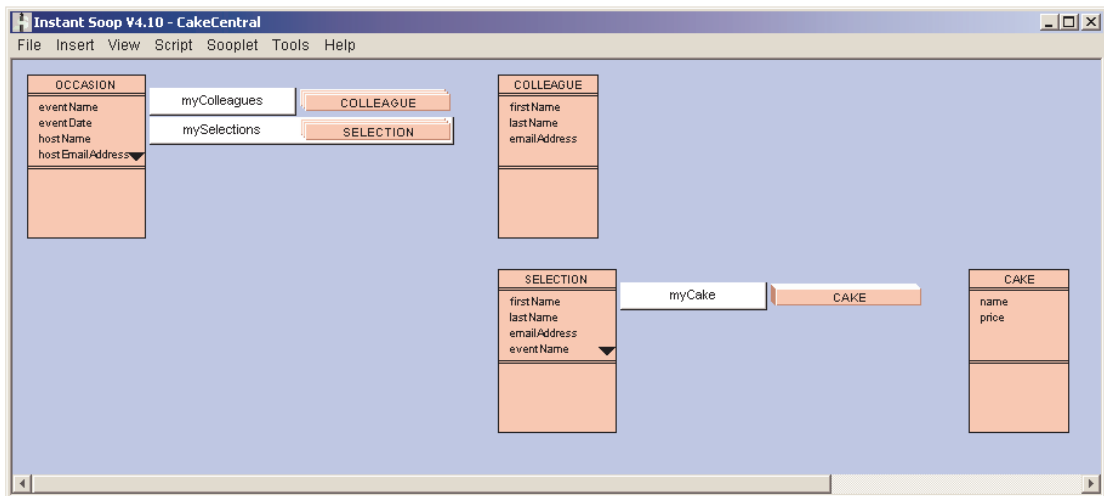 Instant Soop V4.10 - CakeCentral
File Insert View Script Sooplet Tools Help
OCCASION
eventName
eventDate
hostName
hostEmailAddress
myColleagues
COLLEAGUE
mySelections
SELECTION
COLLEAGUE
firstName
lastName
emailAddress
SELECTION
firstName
lastName
emailAddress
eventName
myCake
CAKE
CAKE
name
price